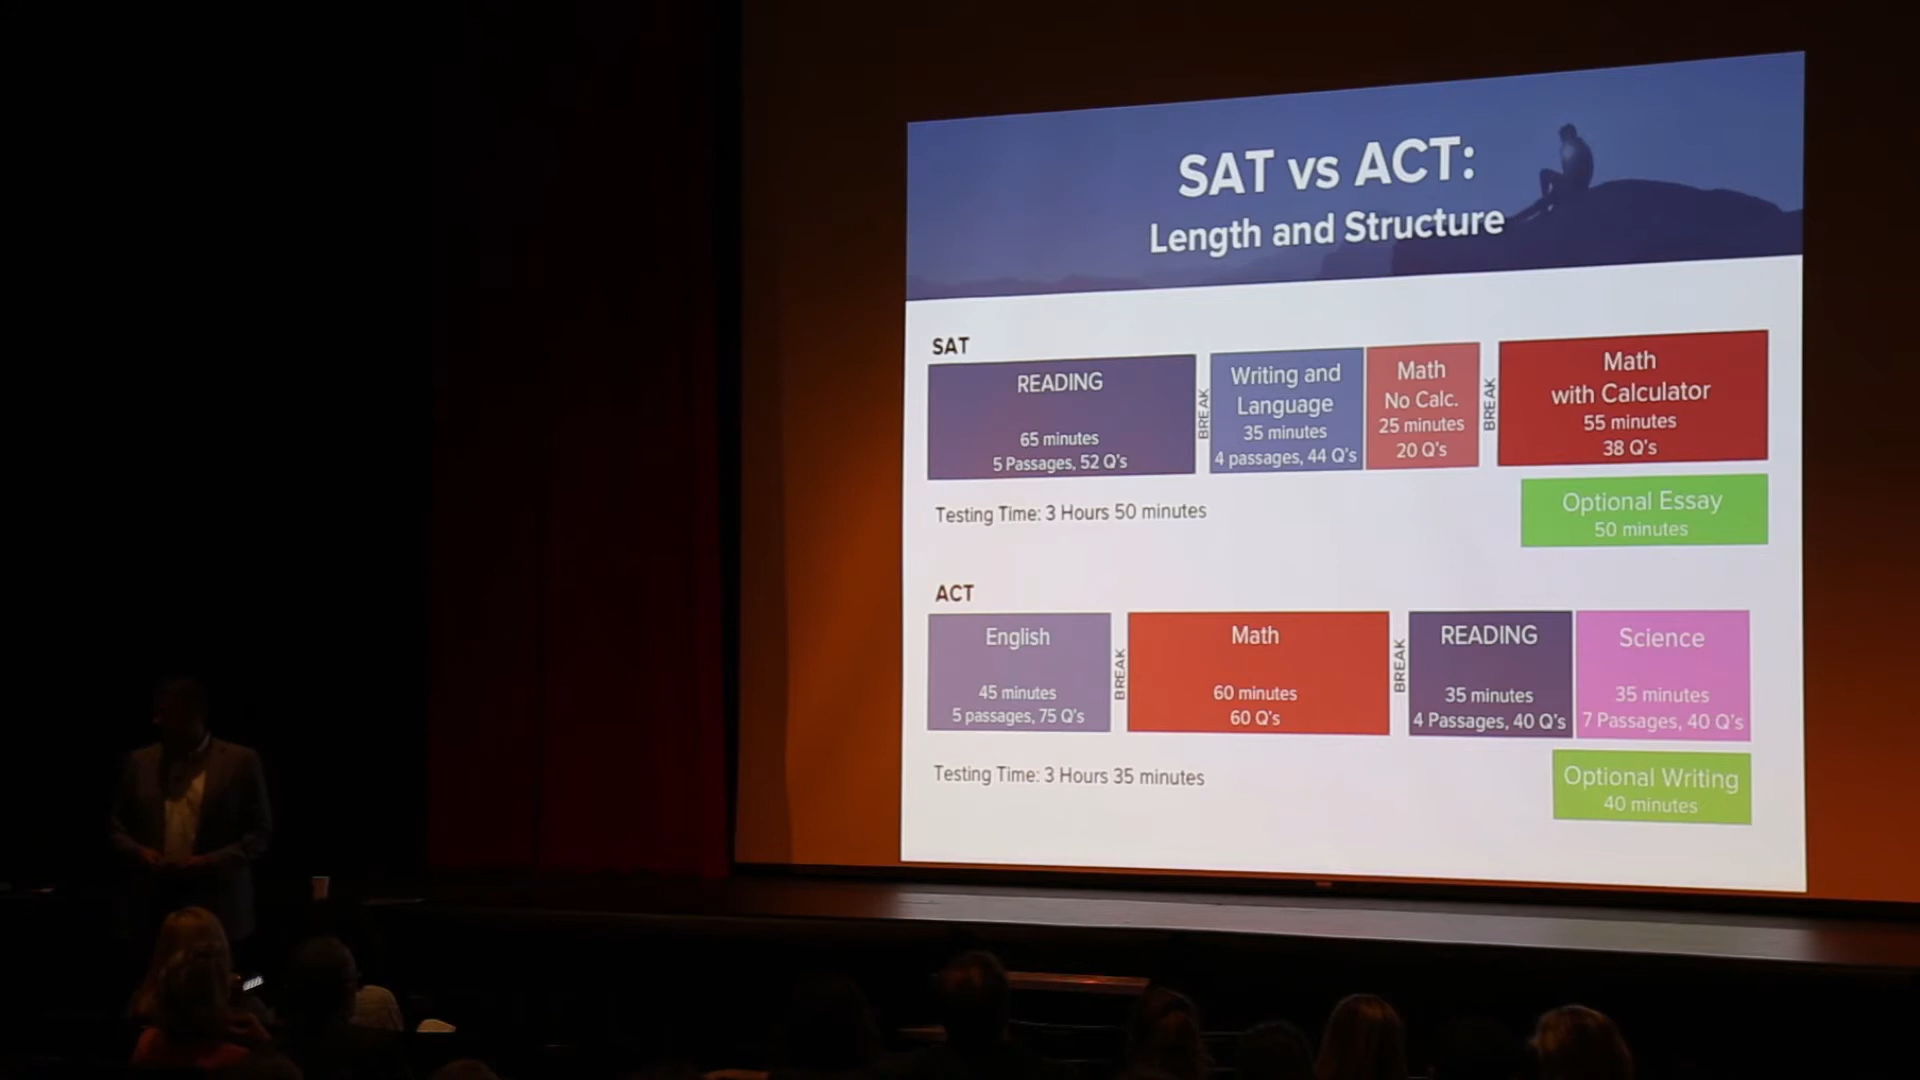 SAT vs ACT:
Length and Structure
SAT
READING
65 minutes
5 Passages, 52 Q's
BREAK
Writing and
Language
35 minutes
4 passages, 44 Q's
Math
No Calc.
25 minutes
20 Q's
BREAK
Math
with Calculator
55 minutes
38 Q's
Testing Time: 3 Hours 50 minutes
Optional Essay
50 minutes
ACT
English
45 minutes
5 passages, 75 Q's
BREAK
Math
60 minutes
60 Q's
BREAK
READING
35 minutes
4 Passages, 40 Q's
Science
35 minutes
7 Passages, 40 Q's
Testing Time: 3 Hours 35 minutes
Optional Writing
40 minutes